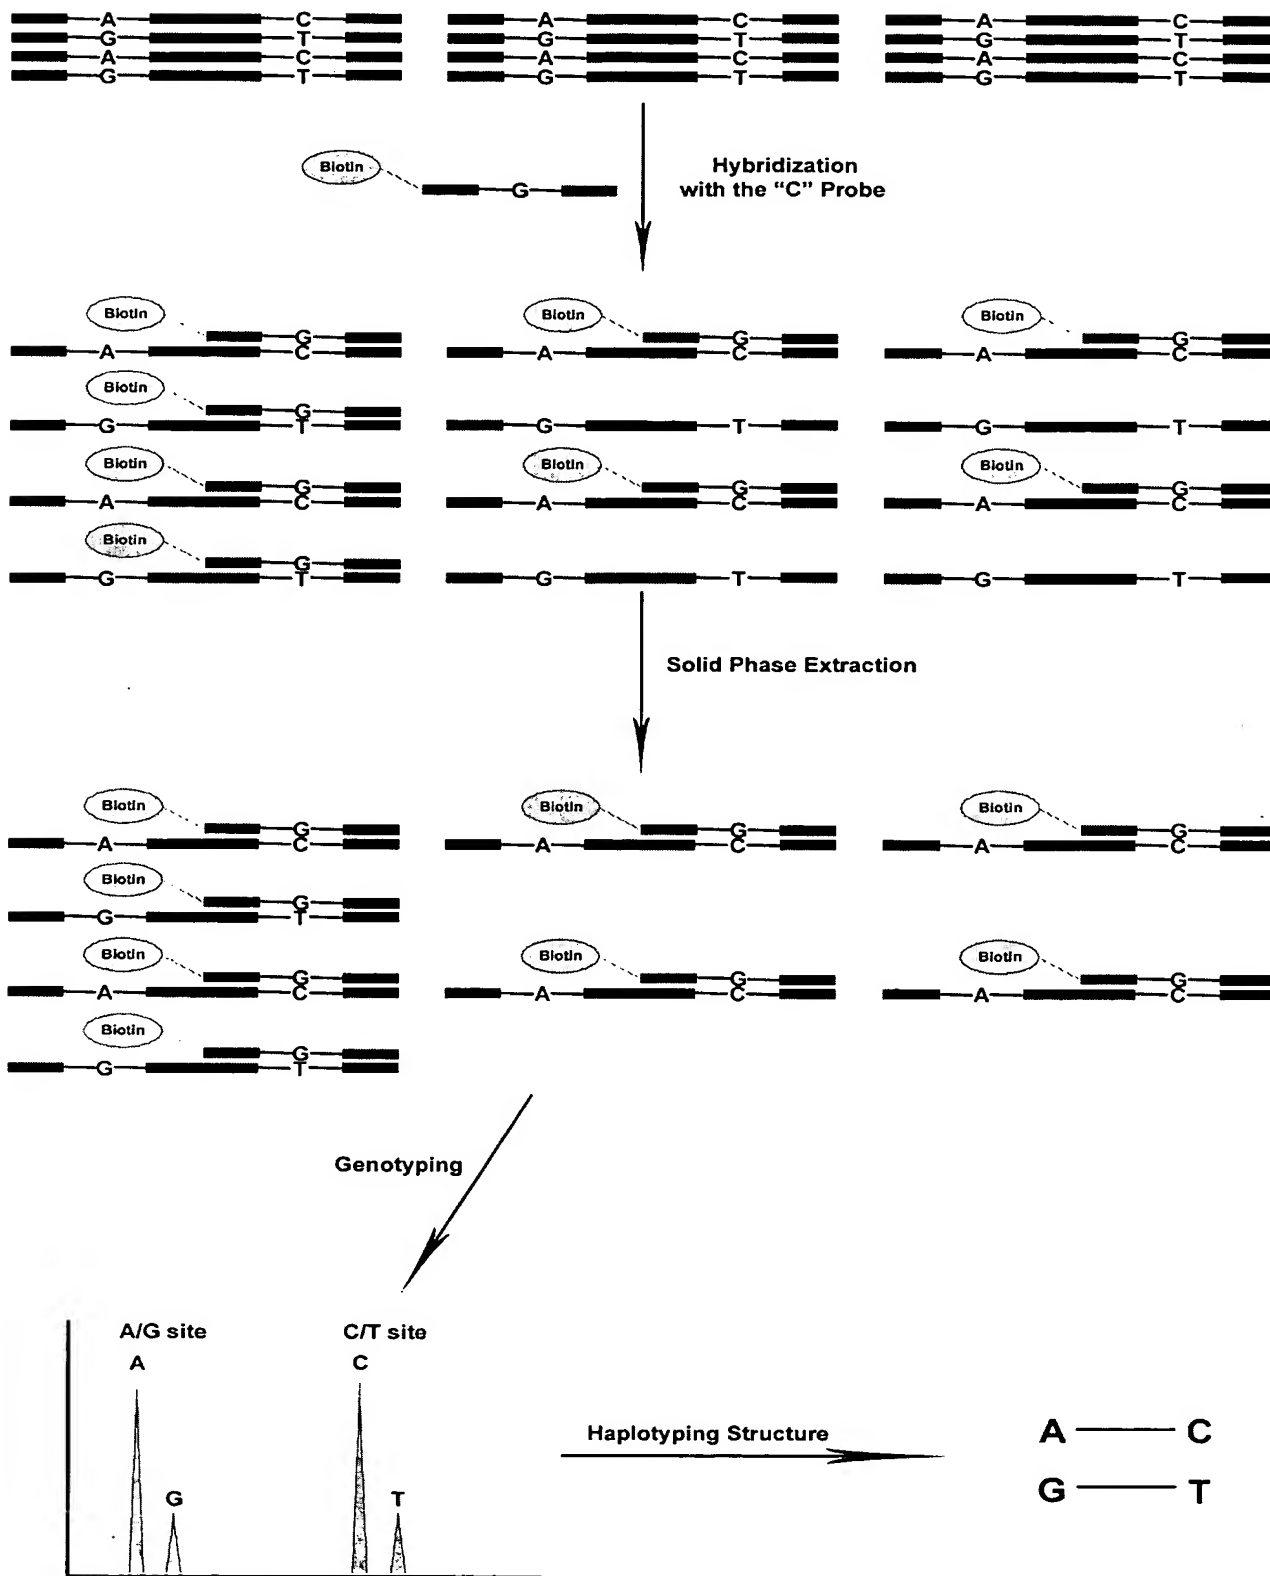 A C A C A C
G T G T G T
A C A C A C
G T G T G T
Biotin
G
Hybridization
with the “C” Probe
Biotin Biotin Biotin
G G G
A C A C A C
Biotin
G
G T G T G T
Biotin Biotin Biotin
G G G
A C A C A C
Biotin
G
G T G T G T
Solid Phase Extraction
Biotin Biotin Biotin
G G G
A C A C A C
Biotin
G
G T
Biotin Biotin Biotin
G G G
A C A C A C
Biotin
G
G T
Genotyping
A/G site C/T site
A C
Haplotyping Structure
A C
G T
G T